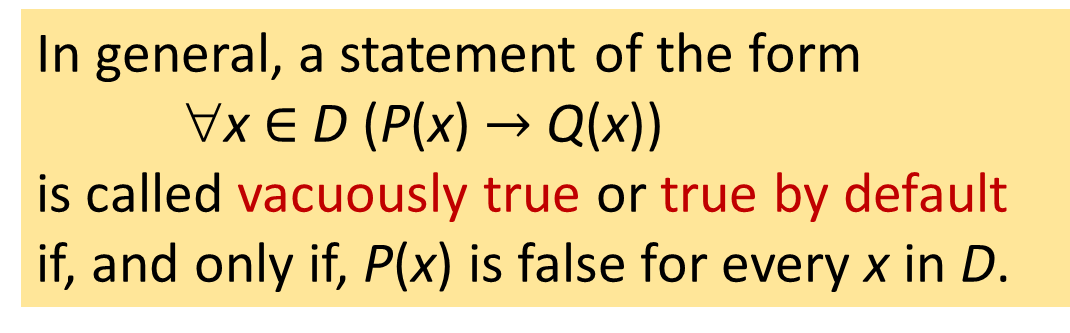 In general, a statement of the form
∀x ∈ D (P(x) → Q(x))
is called vacuously true or true by default
if, and only if, P(x) is false for every x in D.